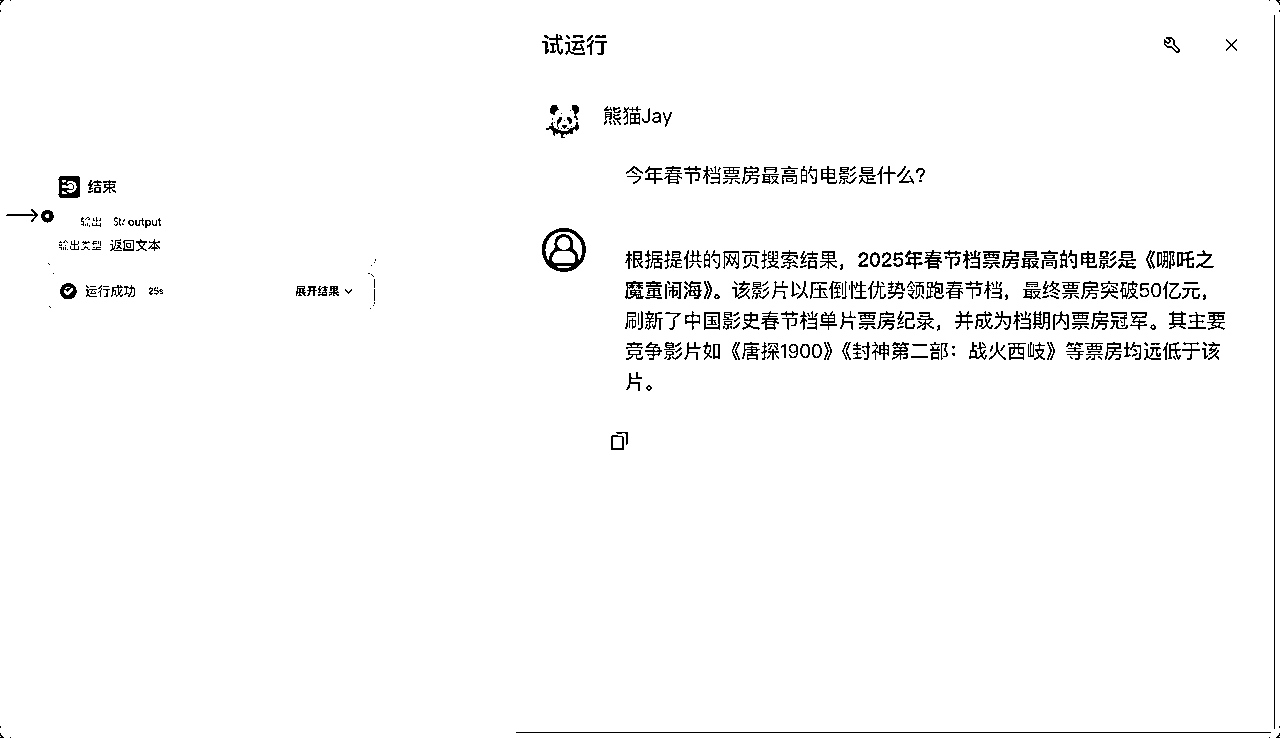 试运行
熊猫Jay
今年春节档票房最高的电影是什么?
根据提供的网页搜索结果，2025年春节档票房最高的电影是《哪吒之
魔童闹海》。该影片以压倒性优势领跑春节档，最终票房突破50亿元，
刷新了中国影史春节档单片票房纪录，并成为档期内票房冠军。其主要
竞争影片如《唐探1900》《封神第二部：战火西岐》等票房均远低于该
片。
结束
输出 Str output
输出类型 返回文本
运行成功 25s 展开结果